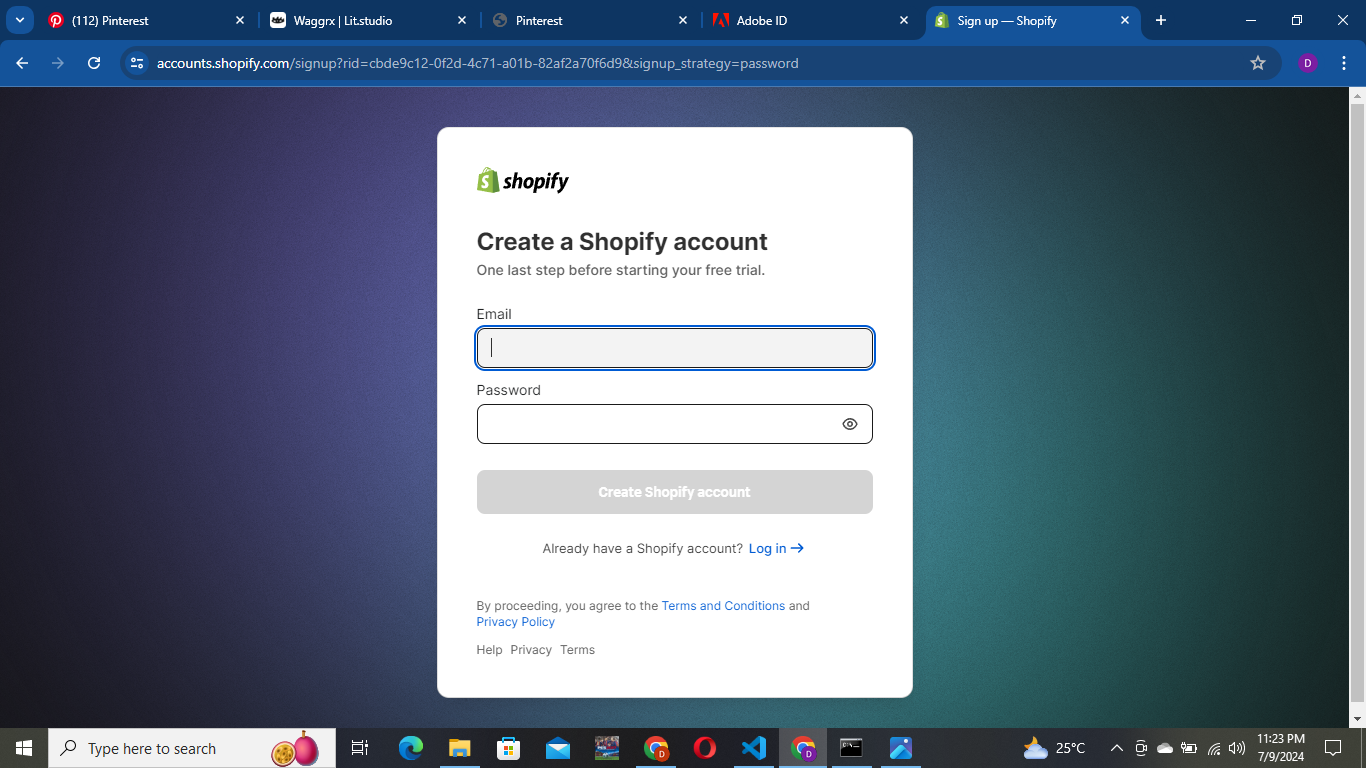 (112) Pinterest
Waggrx | Lit.studio
Pinterest
Adobe ID
Sign up — Shopify
accounts.shopify.com/signup?rid=cbde9c12-0f2d-4c71-a01b-82af2a70f6d9&signup_strategy=password
D
shopify
Create a Shopify account
One last step before starting your free trial.
Email
Password
Create Shopify account
Already have a Shopify account? Log in →
By proceeding, you agree to the Terms and Conditions and
Privacy Policy
Help Privacy Terms
Type here to search
D
D
25°C
11:23 PM
7/9/2024